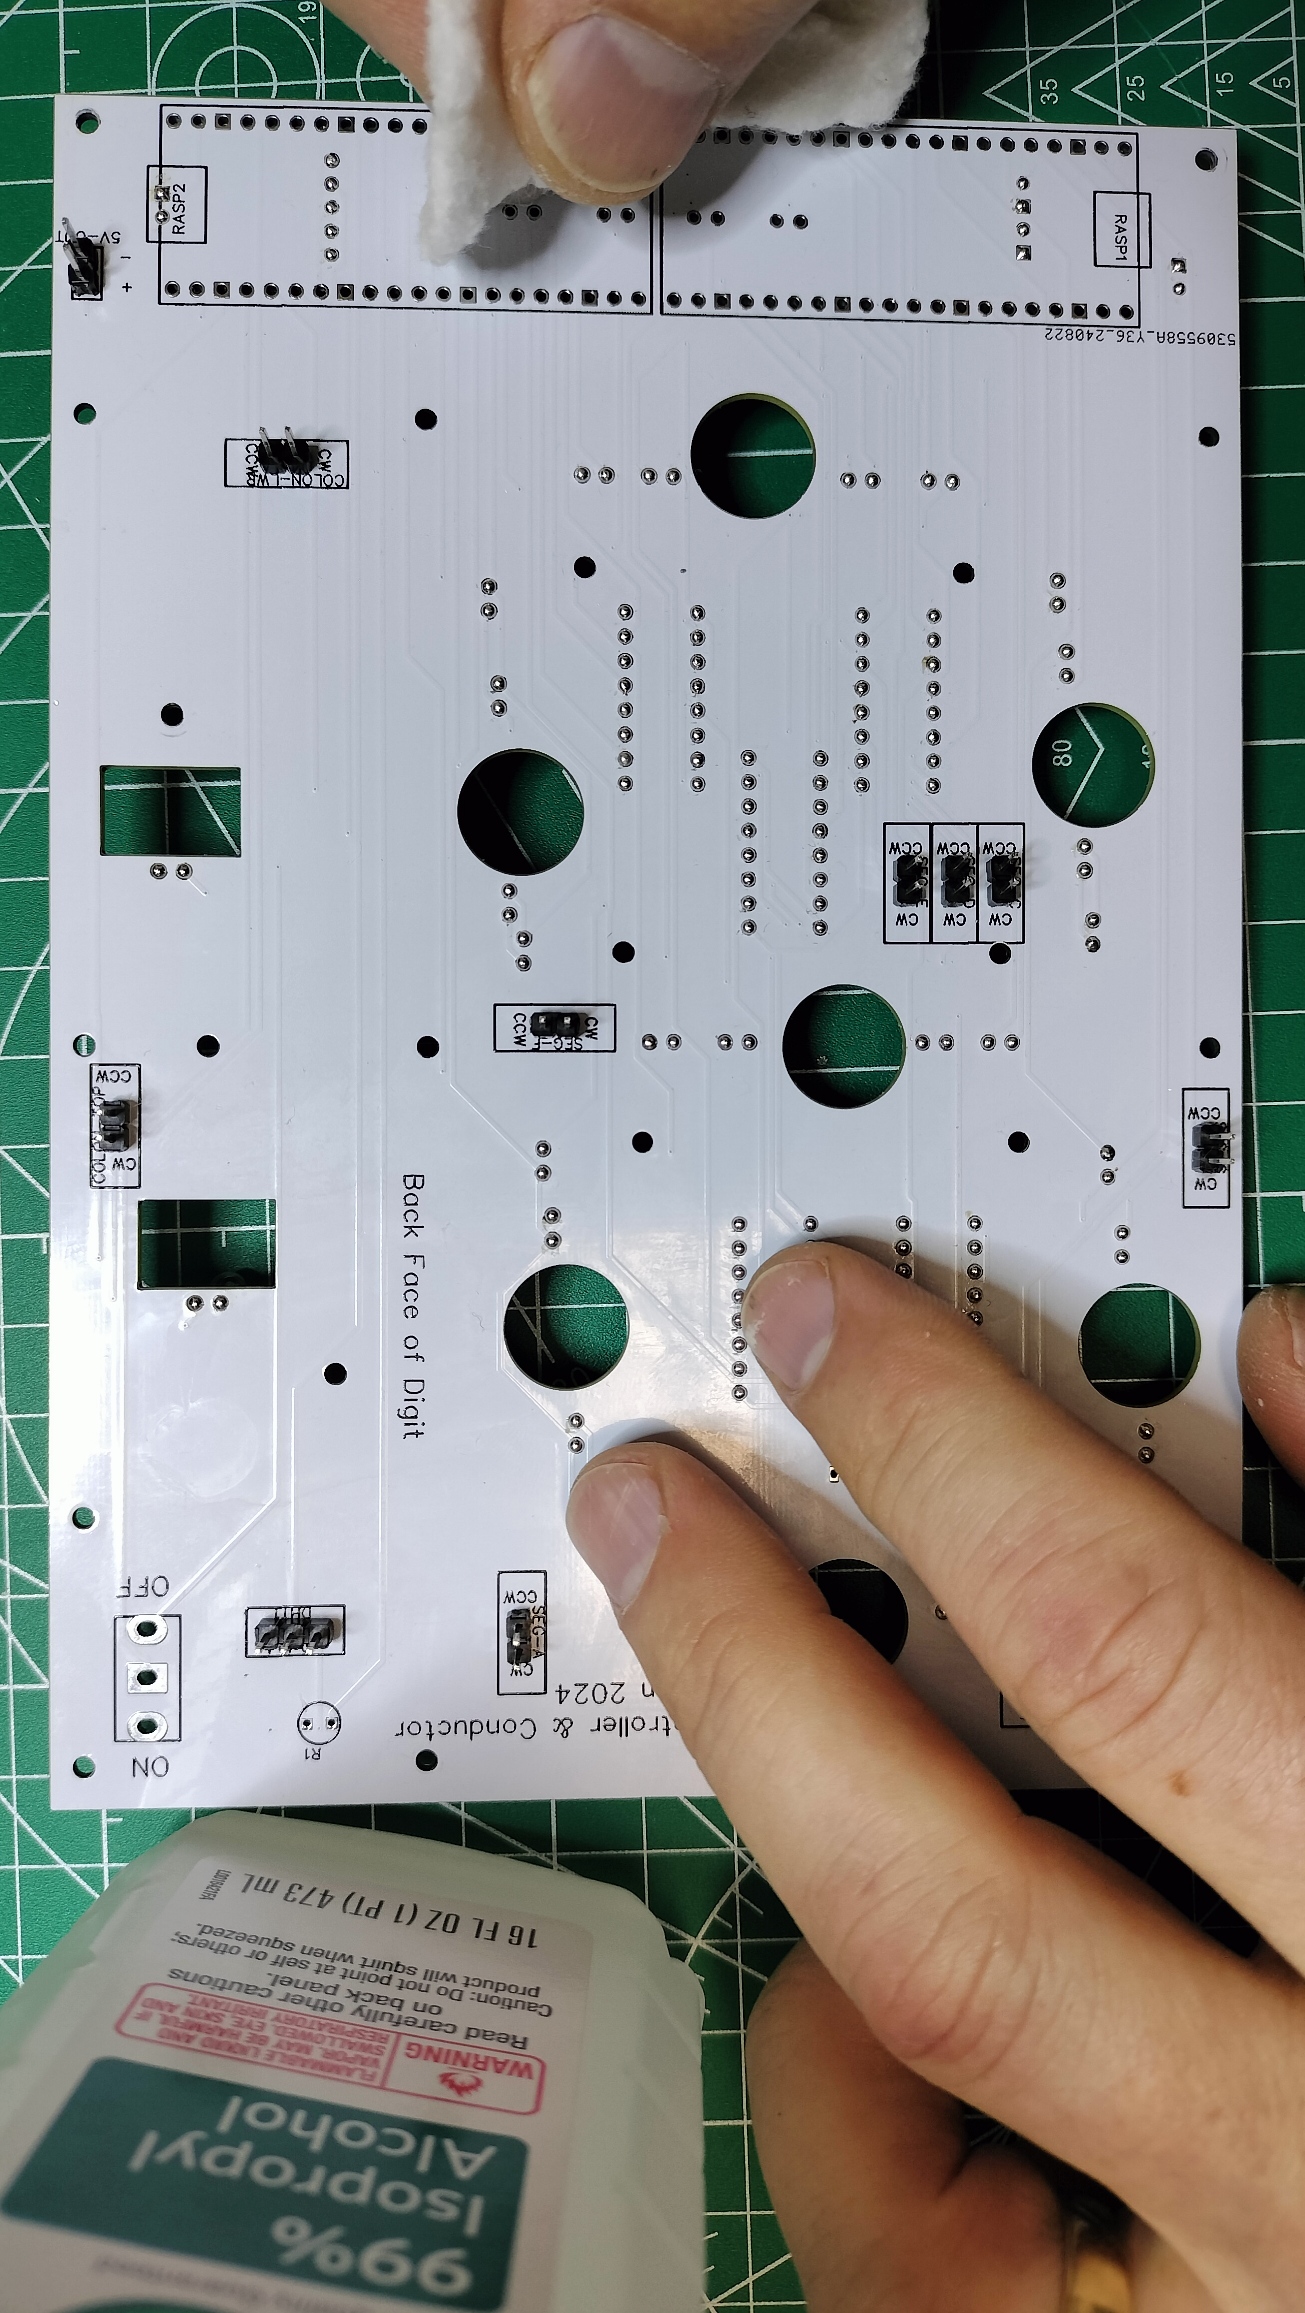 19
35
25
15
5
RASP2
RASP1
5V-OUT
-
+
5309558A_Y36_240822
CCW
CW
COLON-LWR
80
CCW
CCW
CCW
CW
CW
CW
CCW
CW
SEG-F
CCW
CW
CCW
CW
Back Face of Digit
OFF
ON
CCW
SEG-A
CW
R1
n 2024
troller & Conductor
16 FL OZ (1 PT) 473 mL
Caution: Do not point at self or others;
product will squirt when squeezed.
Read carefully other cautions
on back panel.
WARNING
FLAMMABLE LIQUID AND
VAPOR. MAY BE HARMFUL IF
SWALLOWED. EYE, SKIN AND
RESPIRATORY IRRITANT.
99%
Isopropyl
Alcohol